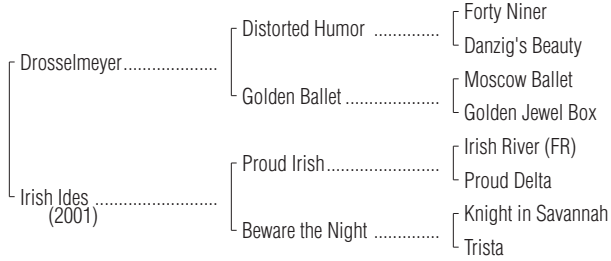 Forty Niner
Distorted Humor ..............
Danzig's Beauty
Drosselmeyer....................
Moscow Ballet
Golden Ballet ....................
Golden Jewel Box
Irish River (FR)
Proud Irish........................
Proud Delta
Irish Ides ..........................
(2001)
Knight in Savannah
Beware the Night ..............
Trista